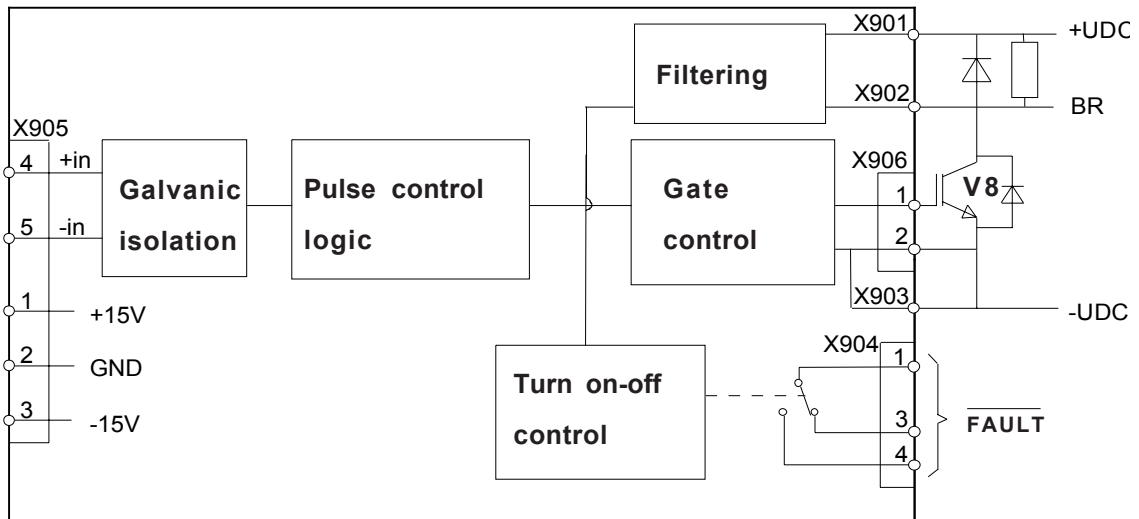 X901
+UDC
Filtering
X902
BR
X905
4
+in
Galvanic
isolation
5
-in
Pulse control
logic
Gate
control
X906
1
V8
2
X903
-UDC
1
+15V
2
GND
3
-15V
Turn on-off
control
X904
1
3
4
FAULT